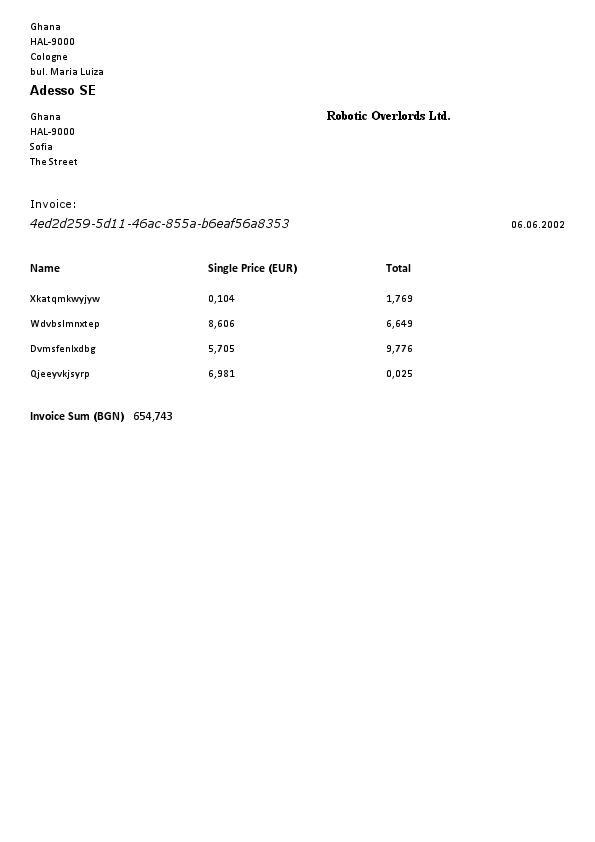 Ghana
HAL-9000
Cologne
bul. Maria Luiza
Adesso SE
Ghana
Robotic Overlords Ltd.
HAL-9000
Sofia
The Street
Invoice:
4ed2d259-5d11-46ac-855a-b6eaf56a8353 06.06.2002
Name Single Price (EUR) Total
Xkatqmkwyjyw 0,104 1,769
Wdvbslmnxtep 8,606 6,649
Dvmsfenlxdbg 5,705 9,776
Qjeeyvkjsyrp 6,981 0,025
Invoice Sum (BGN) 654,743